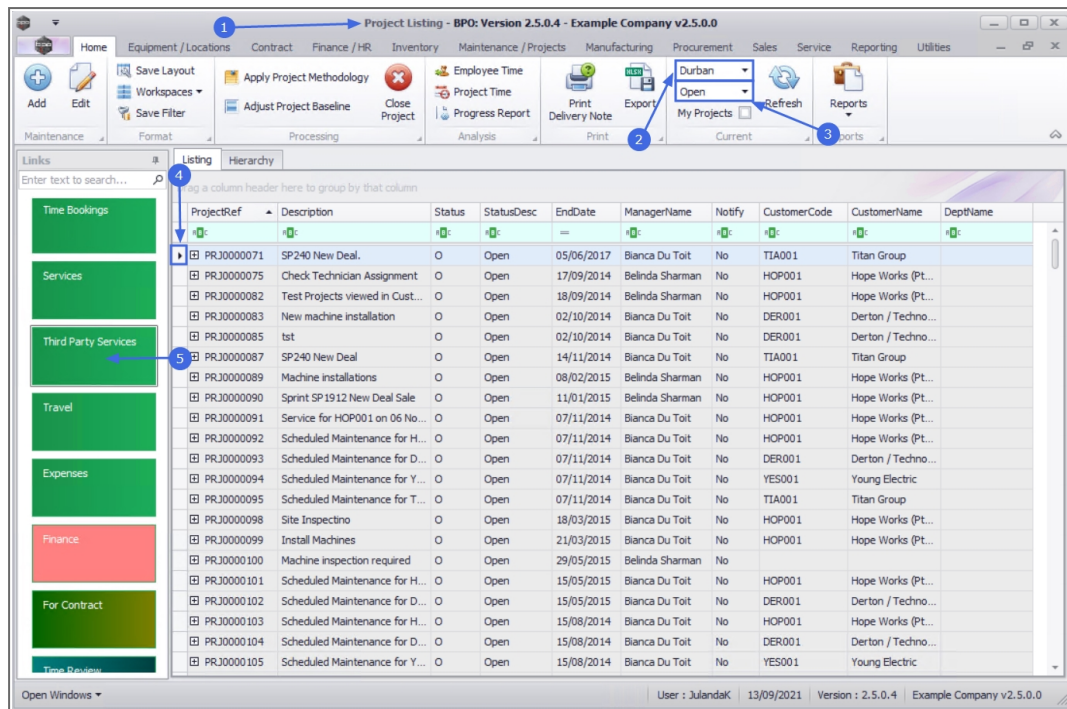 Project Listing - BPO: Version 2.5.0.4 - Example Company v2.5.0.0
1
Home Equipment / Locations Contract Finance / HR Inventory Maintenance / Projects Manufacturing Procurement Sales Service Reporting Utilities
Add Edit Save Layout Workspaces Save Filter Apply Project Methodology Adjust Project Baseline Close Project Employee Time Project Time Progress Report Print Delivery Note Export Durban Open My Projects Refresh Reports
2 3
Maintenance Format Processing Analysis Print Current
Links Listing Hierarchy
4
Enter text to search... a column header here to group by that column
ProjectRef Description Status StatusDesc EndDate ManagerName Notify CustomerCode CustomerName DeptName
PRJ0000071 SP240 New Deal. O Open 05/06/2017 Bianca Du Toit No TIA001 Titan Group
PRJ0000075 Check Technician Assignment O Open 17/09/2014 Belinda Sharman No HOP001 Hope Works (Pt...
PRJ0000082 Test Projects viewed in Cust... O Open 18/09/2014 Belinda Sharman No HOP001 Hope Works (Pt...
PRJ0000083 New machine installation O Open 02/10/2014 Bianca Du Toit No DER001 Derton / Techno...
PRJ0000085 tst O Open 02/10/2014 Bianca Du Toit No DER001 Derton / Techno...
PRJ0000087 SP240 New Deal O Open 14/11/2014 Bianca Du Toit No TIA001 Titan Group
PRJ0000089 Machine installations O Open 08/02/2015 Belinda Sharman No HOP001 Hope Works (Pt...
PRJ0000090 Sprint SP1912 New Deal Sale O Open 11/01/2015 Belinda Sharman No HOP001 Hope Works (Pt...
PRJ0000091 Service for HOP001 on 06 No... O Open 07/11/2014 Bianca Du Toit No HOP001 Hope Works (Pt...
PRJ0000092 Scheduled Maintenance for H... O Open 07/11/2014 Bianca Du Toit No HOP001 Hope Works (Pt...
PRJ0000093 Scheduled Maintenance for D... O Open 07/11/2014 Bianca Du Toit No DER001 Derton / Techno...
PRJ0000094 Scheduled Maintenance for Y... O Open 07/11/2014 Bianca Du Toit No YES001 Young Electric
PRJ0000095 Scheduled Maintenance for T... O Open 07/11/2014 Bianca Du Toit No TIA001 Titan Group
PRJ0000098 Site Inspectino O Open 18/03/2015 Bianca Du Toit No HOP001 Hope Works (Pt...
PRJ0000099 Install Machines O Open 21/03/2015 Bianca Du Toit No HOP001 Hope Works (Pt...
PRJ0000100 Machine inspection required O Open 29/05/2015 Belinda Sharman No
PRJ0000101 Scheduled Maintenance for H... O Open 15/05/2015 Bianca Du Toit No HOP001 Hope Works (Pt...
PRJ0000102 Scheduled Maintenance for D... O Open 15/05/2015 Bianca Du Toit No DER001 Derton / Techno...
PRJ0000103 Scheduled Maintenance for H... O Open 15/08/2014 Bianca Du Toit No HOP001 Hope Works (Pt...
PRJ0000104 Scheduled Maintenance for D... O Open 15/08/2014 Bianca Du Toit No DER001 Derton / Techno...
PRJ0000105 Scheduled Maintenance for Y... O Open 15/08/2014 Bianca Du Toit No YES001 Young Electric
Time Bookings
Services
Third Party Services
5
Travel
Expenses
Finance
For Contract
Time Review
Open Windows User : JulandaK 13/09/2021 Version : 2.5.0.4 Example Company v2.5.0.0